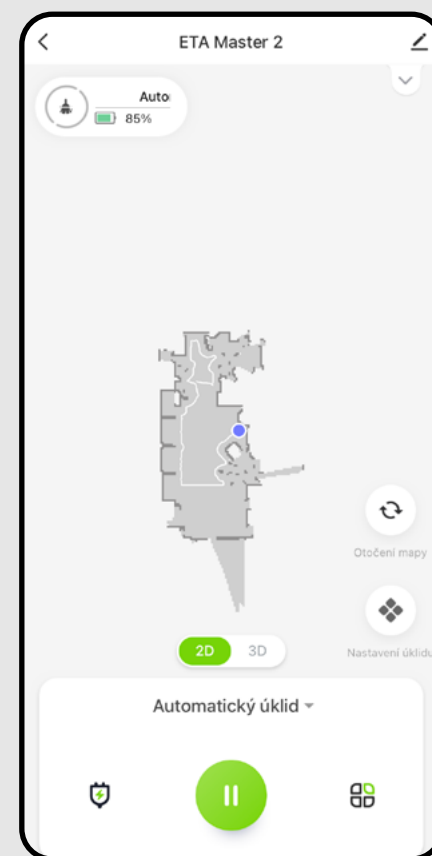 ETA Master 2
Auto
85%
Otočení mapy
2D 3D
Nastavení úklidu
Automatický úklid